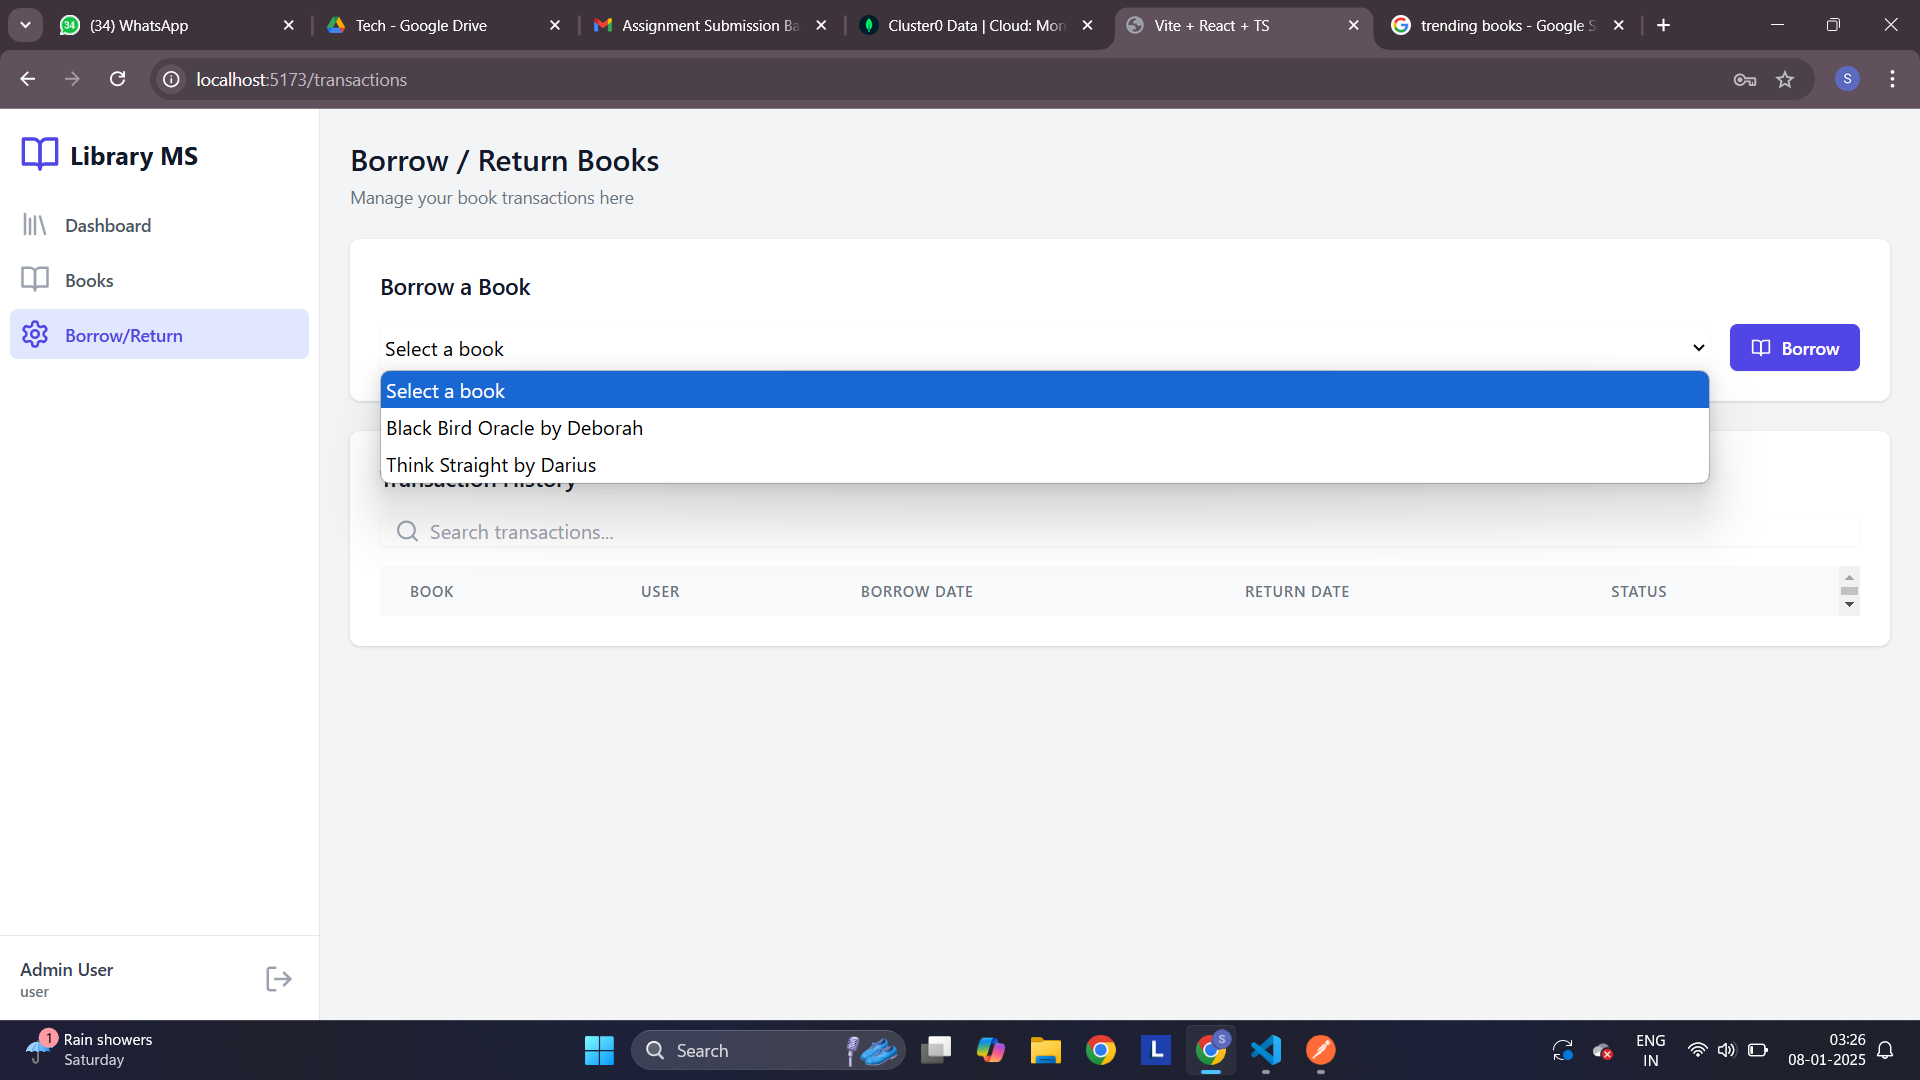 (34) WhatsApp
Tech - Google Drive
Assignment Submission Ba
Cluster0 Data | Cloud: Mon
Vite + React + TS
trending books - Google S
localhost:5173/transactions
S
Library MS
Dashboard
Books
Borrow/Return
Borrow / Return Books
Manage your book transactions here
Borrow a Book
Select a book
Borrow
Select a book
Black Bird Oracle by Deborah
Think Straight by Darius
Transaction History
Search transactions...
BOOK USER BORROW DATE RETURN DATE STATUS
Admin User
user
1
Rain showers
Saturday
Search
L
S
ENG
IN
03:26
08-01-2025